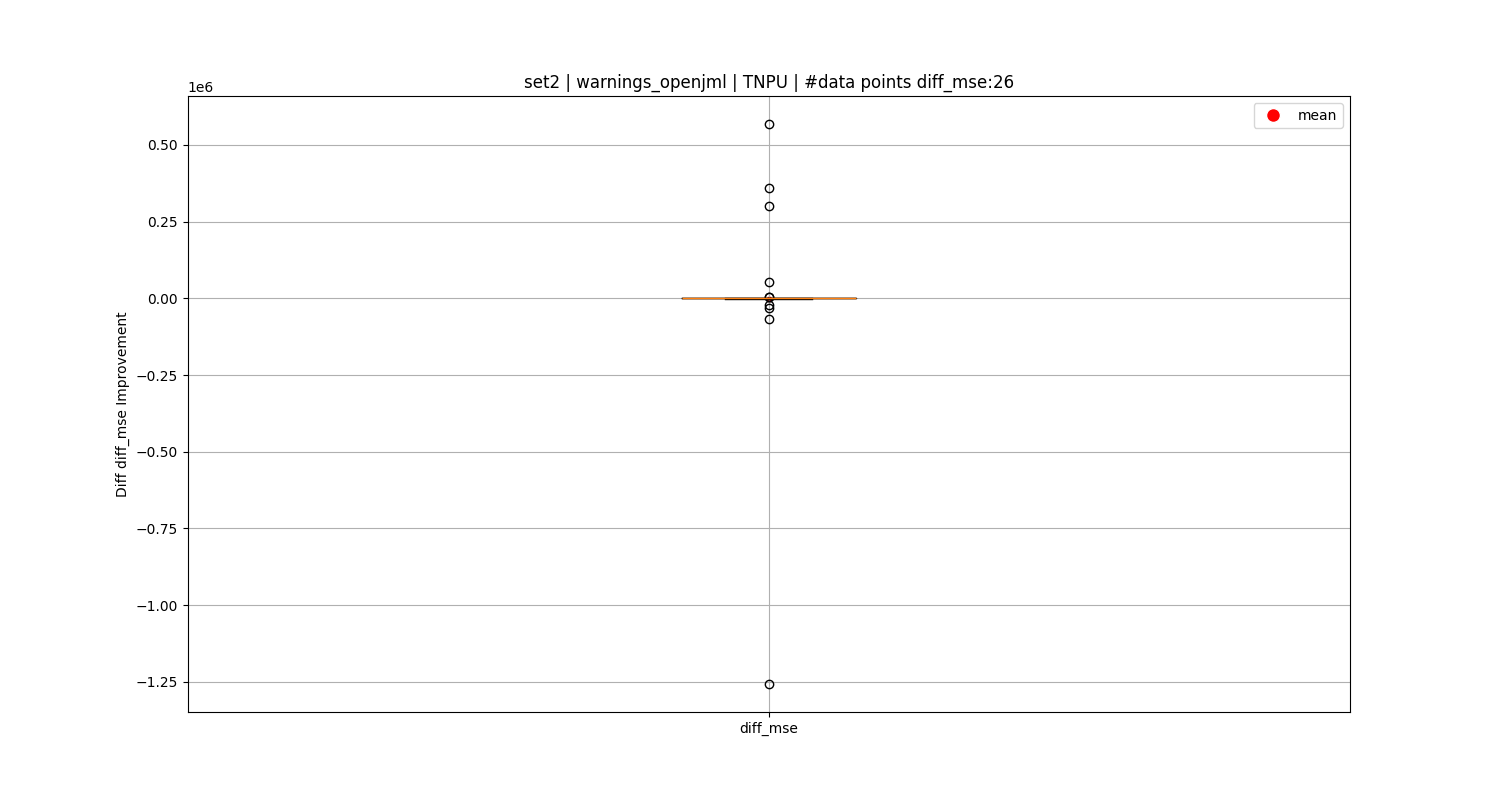 set2 | warnings_openjml | TNPU | #data points diff_mse:26
1e6
mean
0.50
0.25
0.00
−0.25
−0.50
−0.75
−1.00
−1.25
Diff diff_mse Improvement
diff_mse